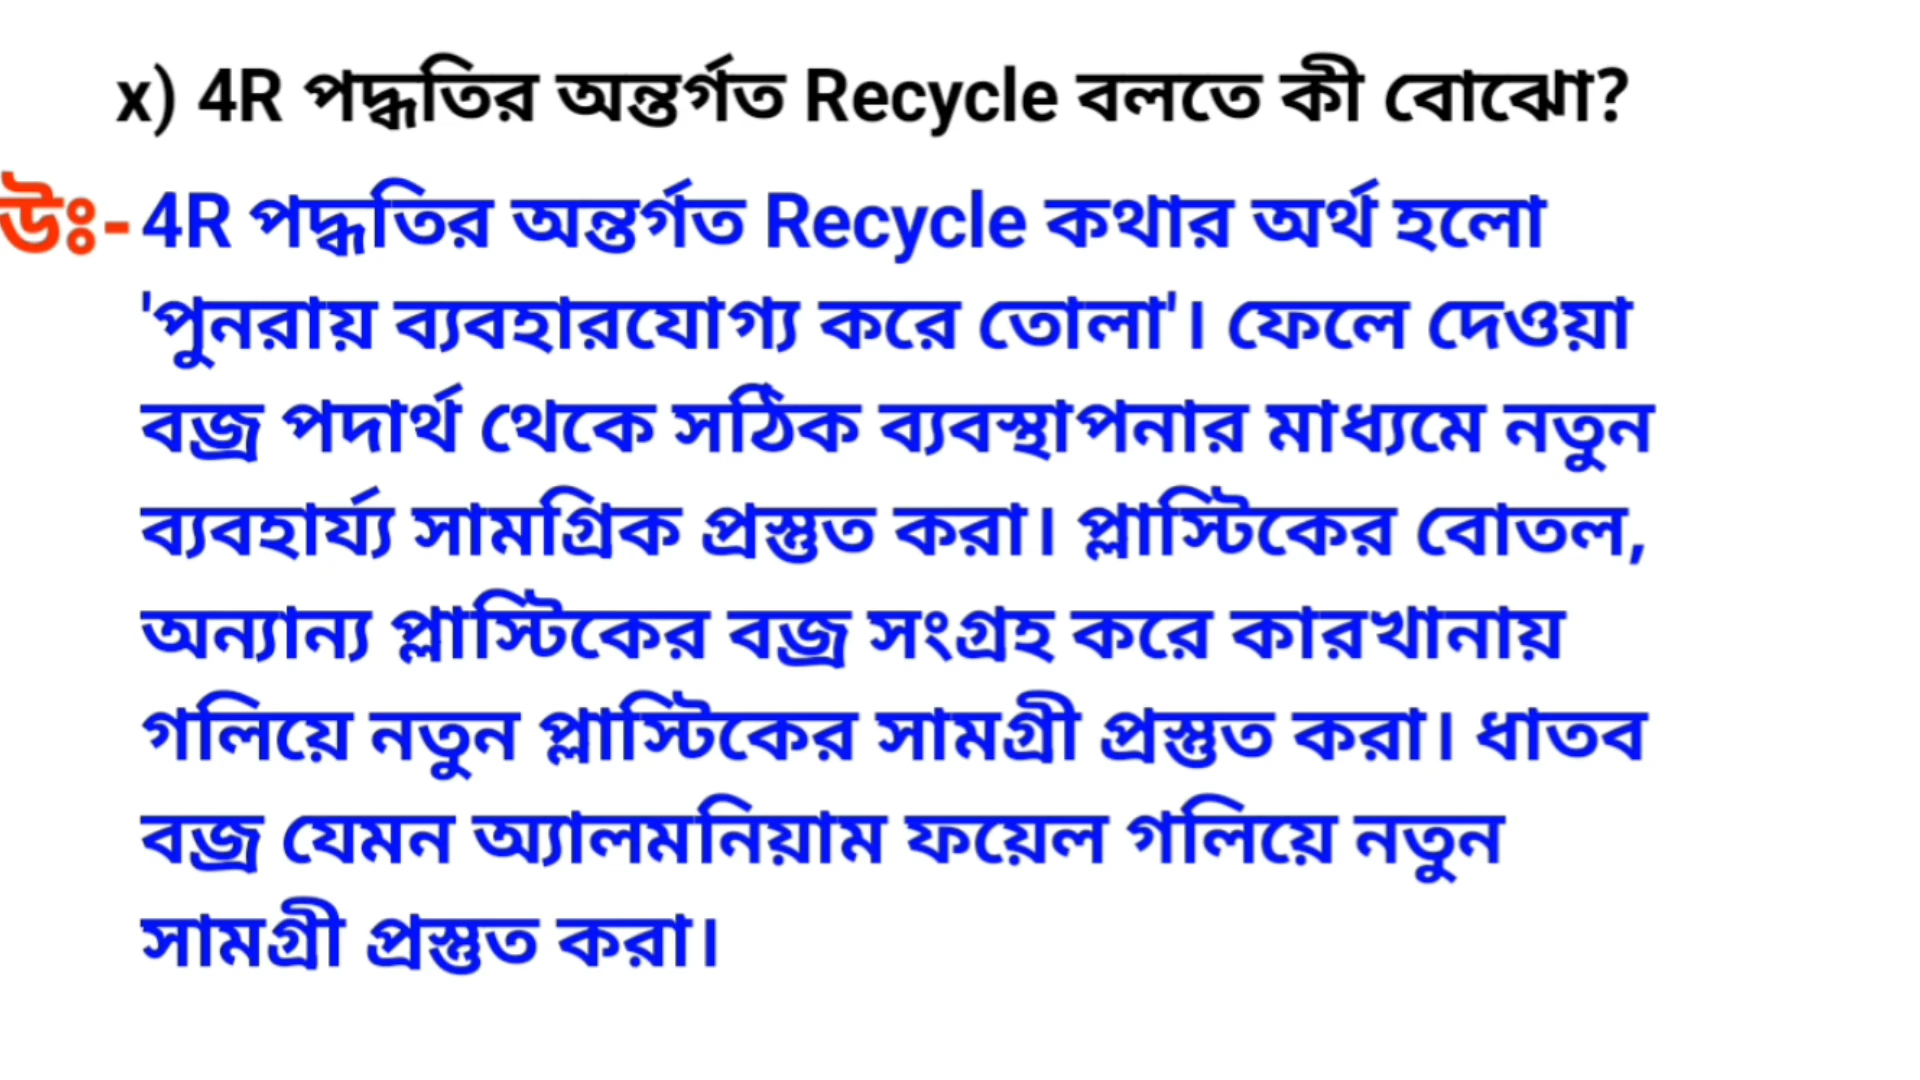 x) 4R পদ্ধতির অন্তর্গত Recycle বলতে কী বোঝো?
উঃ- 4R পদ্ধতির অন্তর্গত Recycle কথার অর্থ হলো
'পুনরায় ব্যবহারযোগ্য করে তোলা'। ফেলে দেওয়া
বজ্র পদার্থ থেকে সঠিক ব্যবস্থাপনার মাধ্যমে নতুন
ব্যবহার্য্য সামগ্রিক প্রস্তুত করা। প্লাস্টিকের বোতল,
অন্যান্য প্লাস্টিকের বজ্র সংগ্রহ করে কারখানায়
গলিয়ে নতুন প্লাস্টিকের সামগ্রী প্রস্তুত করা। ধাতব
বজ্র যেমন অ্যালমনিয়াম ফয়েল গলিয়ে নতুন
সামগ্রী প্রস্তুত করা।